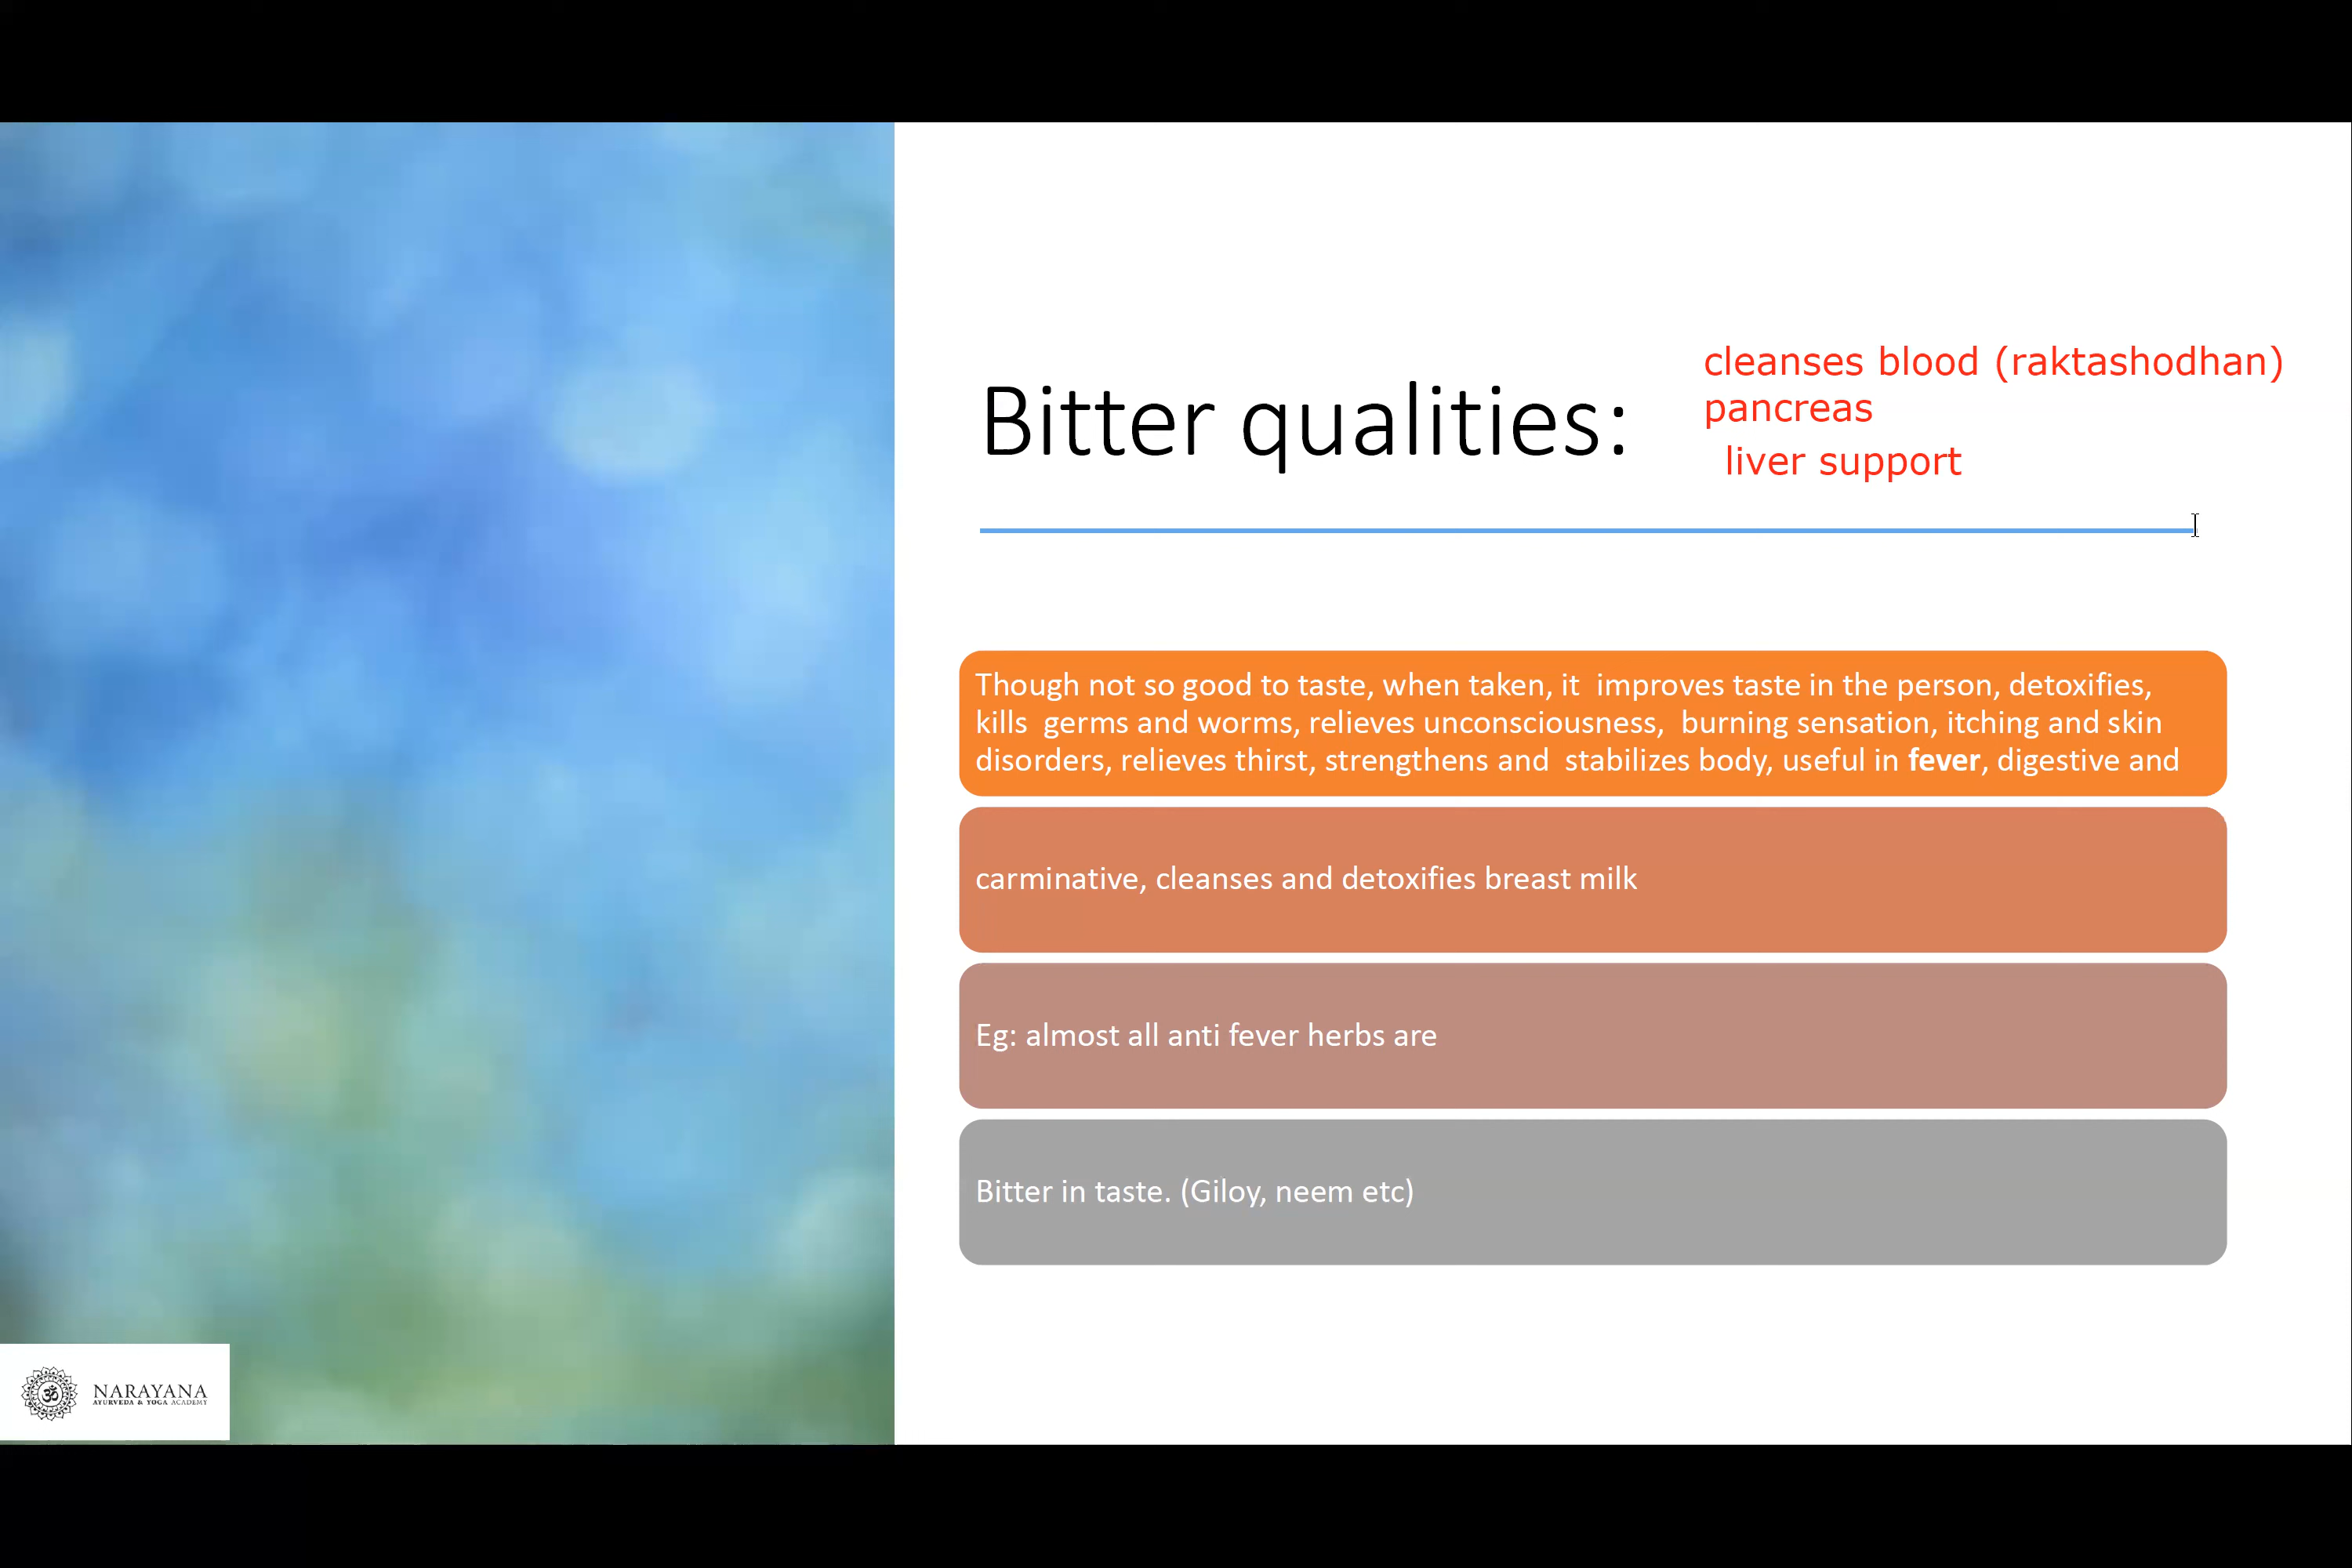 cleanses blood (raktashodhan)
pancreas
liver support
Bitter qualities:
Though not so good to taste, when taken, it improves taste in the person, detoxifies,
kills germs and worms, relieves unconsciousness, burning sensation, itching and skin
disorders, relieves thirst, strengthens and stabilizes body, useful in fever, digestive and
carminative, cleanses and detoxifies breast milk
Eg: almost all anti fever herbs are
Bitter in taste. (Giloy, neem etc)
ॐ
NARAYANA
AYURVEDA & YOGA ACADEMY